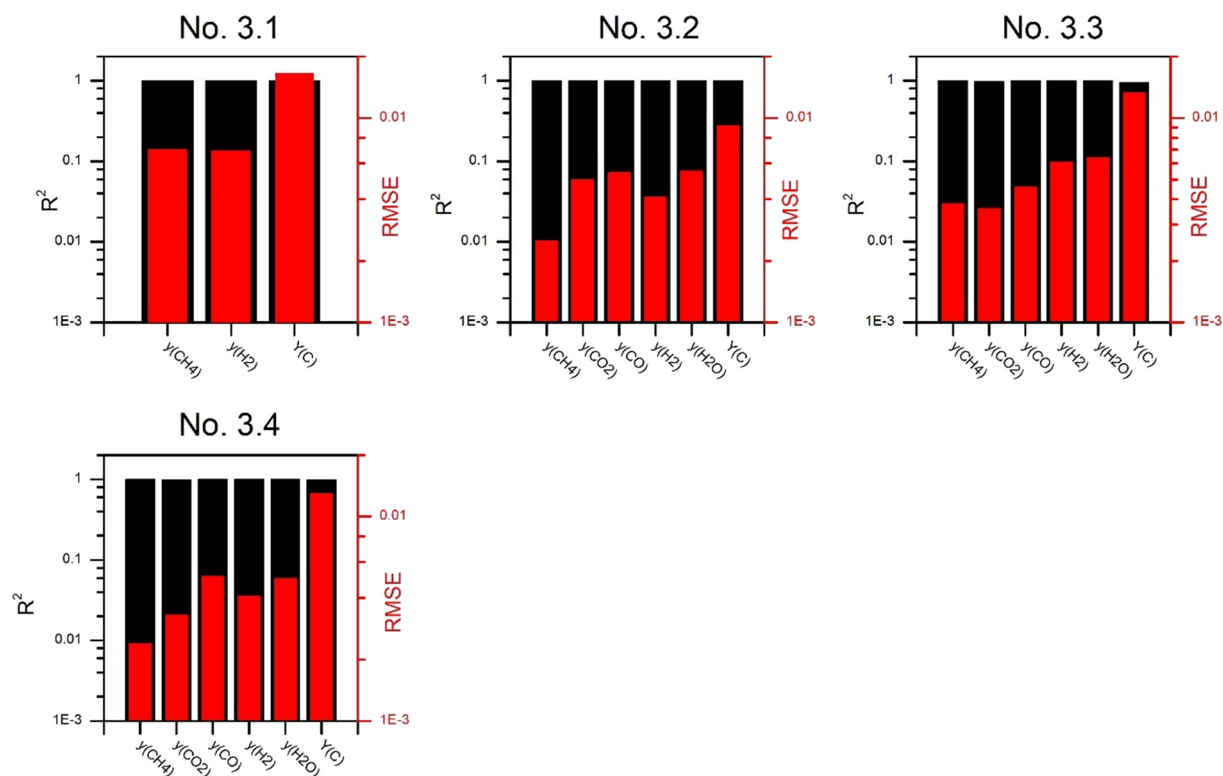 No. 3.1
1
0.1
0.01
1E-3
R²
0.01
1E-3
RMSE
y(CH4)
y(H2)
Y(C)
No. 3.2
1
0.1
0.01
1E-3
R²
0.01
1E-3
RMSE
y(CH4)
y(CO2)
y(CO)
y(H2)
y(H2O)
Y(C)
No. 3.3
1
0.1
0.01
1E-3
R²
0.01
1E-3
RMSE
y(CH4)
y(CO2)
y(CO)
y(H2)
y(H2O)
Y(C)
No. 3.4
1
0.1
0.01
1E-3
R²
0.01
1E-3
RMSE
y(CH4)
y(CO2)
y(CO)
y(H2)
y(H2O)
Y(C)